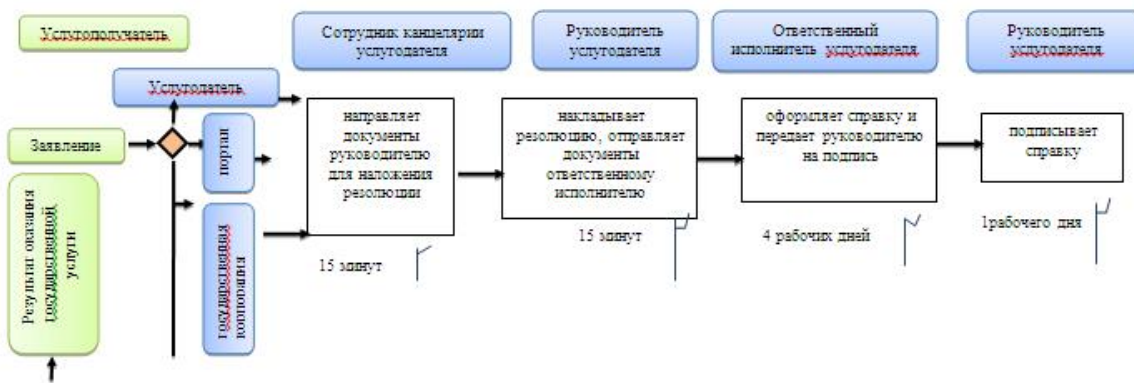 Услугополучатель
Сотрудник канцелярии
услугодателя
Руководитель
услугодателя
Ответственный
исполнитель услугодателя
Руководитель
услугодателя
Услугодатель
Заявление
портал
направляет
документы
руководителю
для наложения
резолюции
накладывает
резолюцию, отправляет
документы
ответственному
исполнителю
оформляет справку и
передает руководителю
на подпись
подписывает
справку
Результат оказания
государственной
услуги
государственная
корпорация
15 минут
15 минут
4 рабочих дней
1рабочего дня